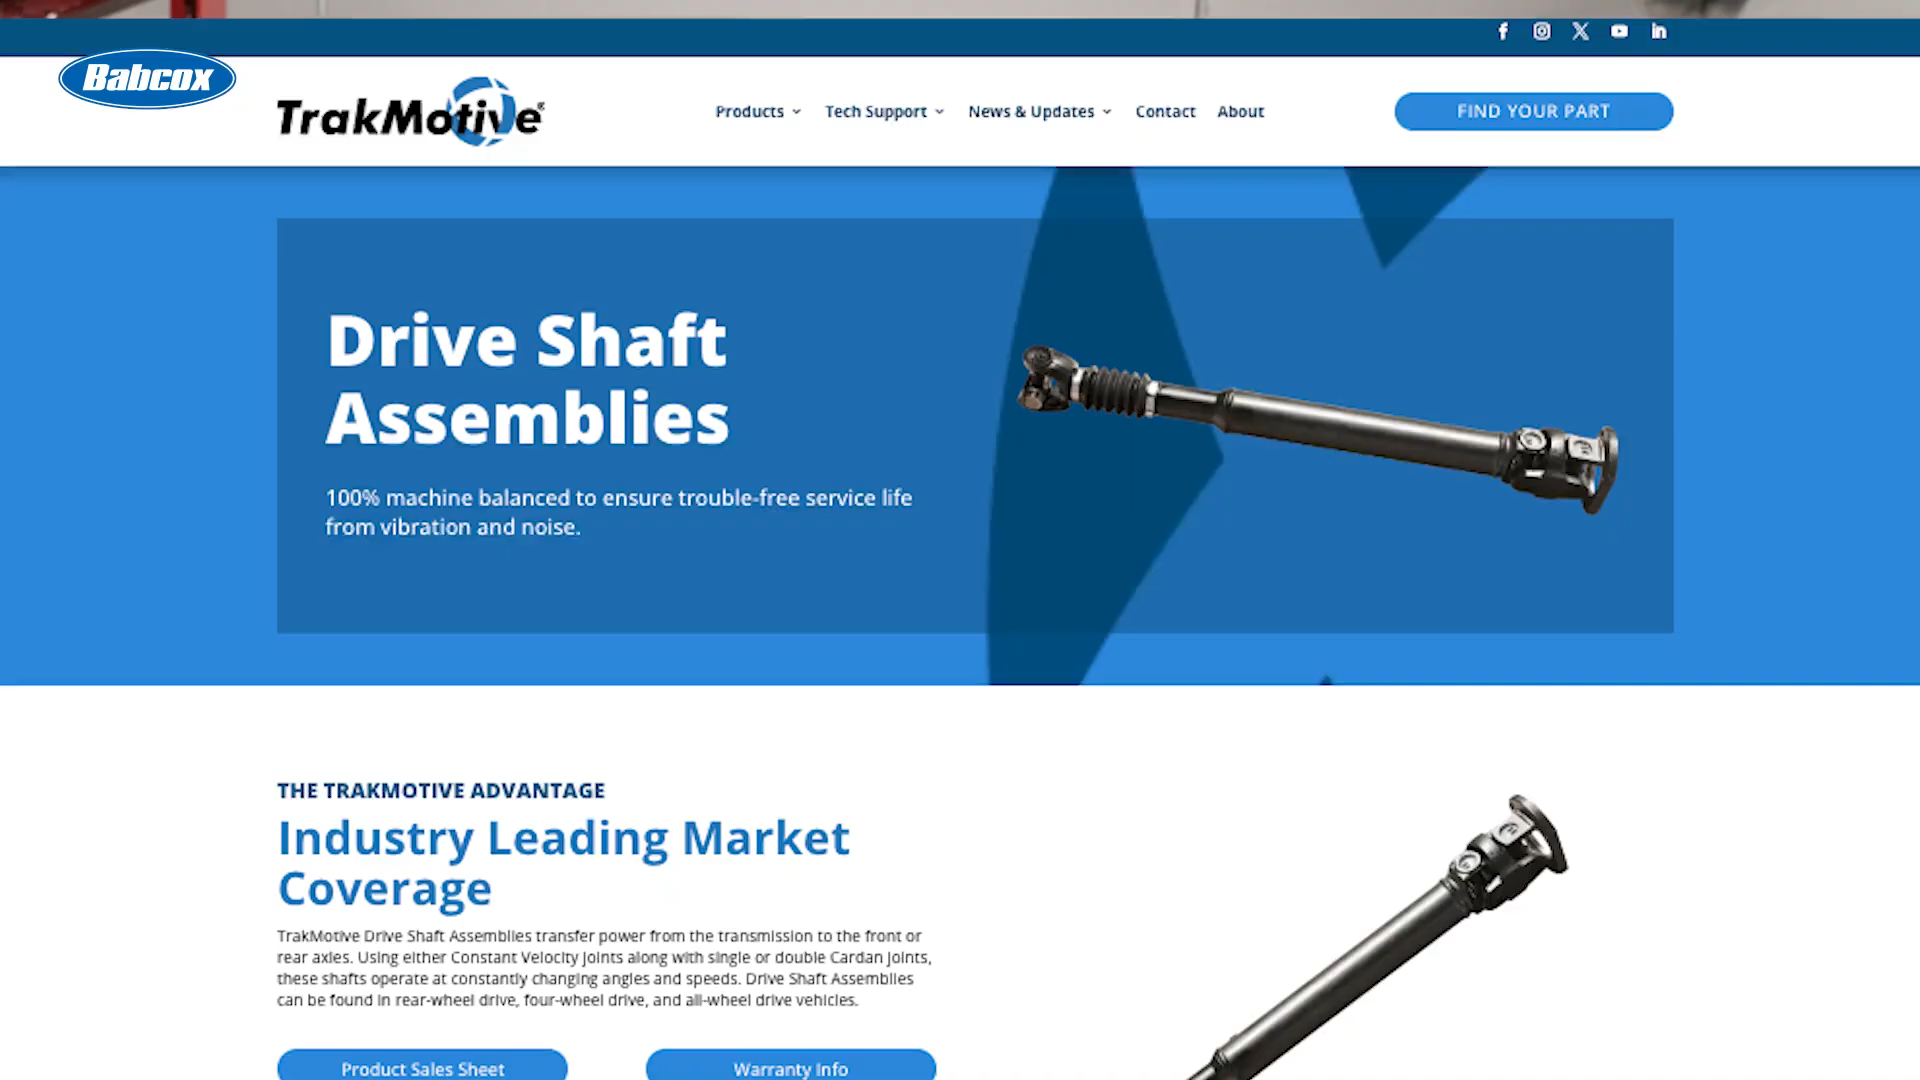 Babcox
TrakMotive®
Products
Tech Support
News & Updates
Contact
About
FIND YOUR PART
Drive Shaft
Assemblies
100% machine balanced to ensure trouble-free service life
from vibration and noise.
THE TRAKMOTIVE ADVANTAGE
Industry Leading Market
Coverage
TrakMotive Drive Shaft Assemblies transfer power from the transmission to the front or
rear axles. Using either Constant Velocity Joints along with single or double Cardan Joints,
these shafts operate at constantly changing angles and speeds. Drive Shaft Assemblies
can be found in rear-wheel drive, four-wheel drive, and all-wheel drive vehicles.
Product Sales Sheet
Warranty Info